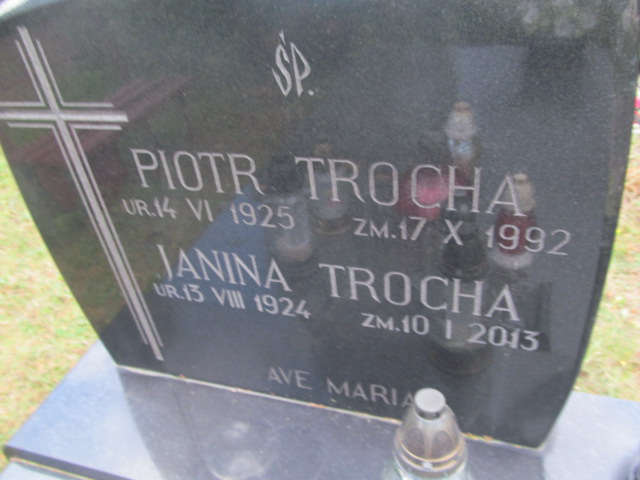 ŚP.
PIOTR TROCHA
UR.14 VI 1925 ZM.17 X 1992
JANINA TROCHA
UR.13 VIII 1924 ZM.10 I 2013
AVE MARIA